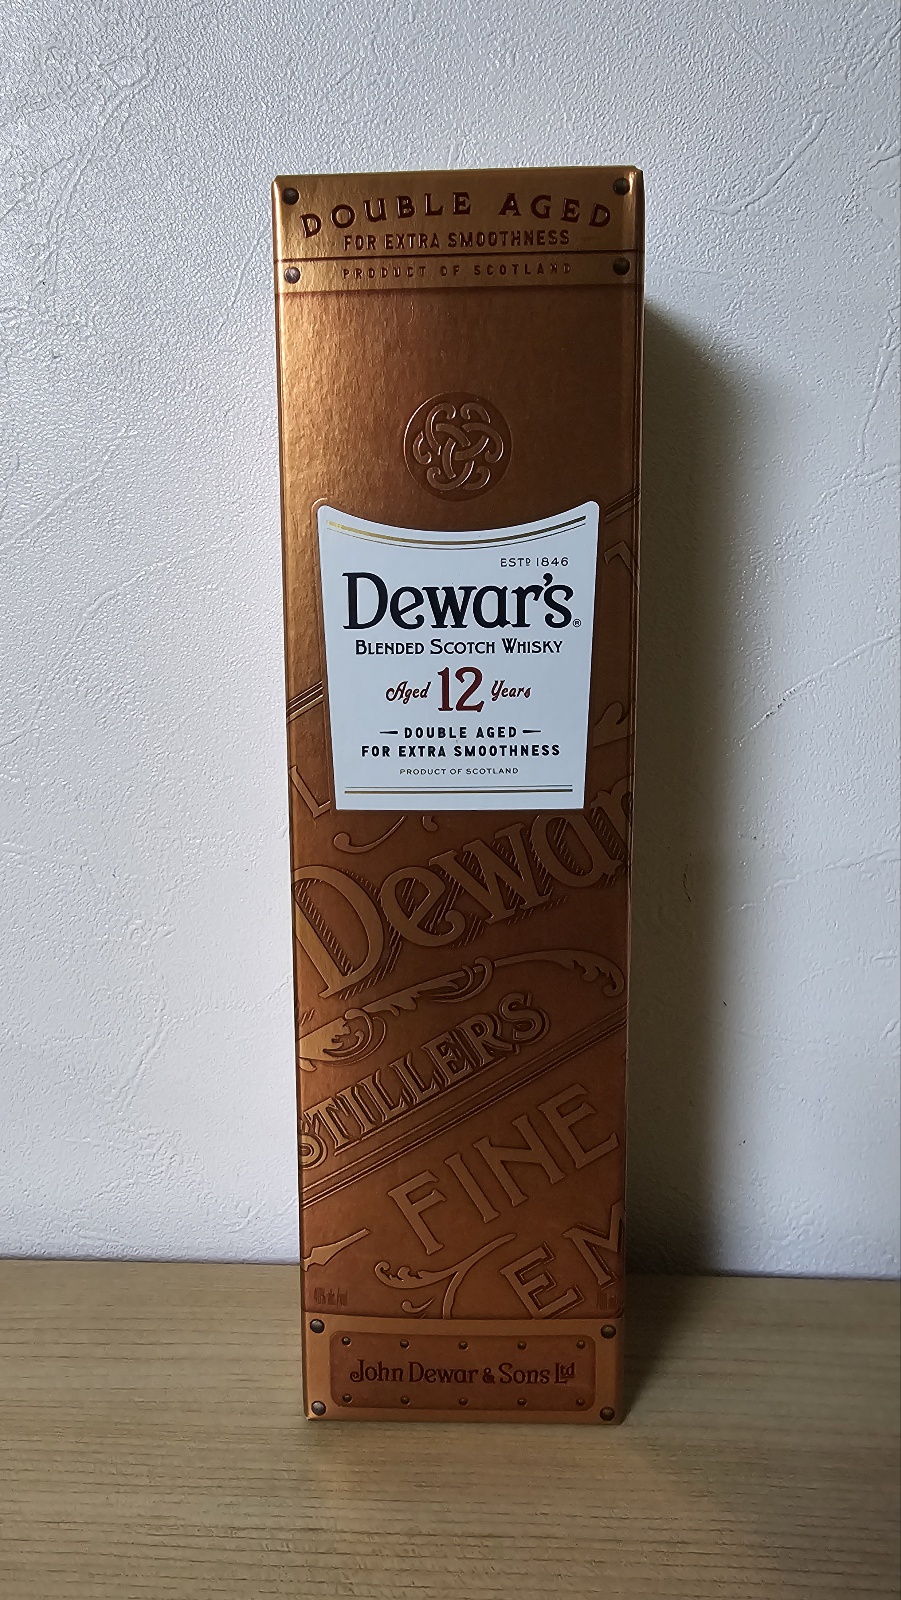 DOUBLE AGED
FOR EXTRA SMOOTHNESS
PRODUCT OF SCOTLAND
ESTD 1846
Dewar's®
BLENDED SCOTCH WHISKY
Aged 12 Years
DOUBLE AGED
FOR EXTRA SMOOTHNESS
PRODUCT OF SCOTLAND
Dewar
STILLERS
FINE
EM
John Dewar & Sons Ltd